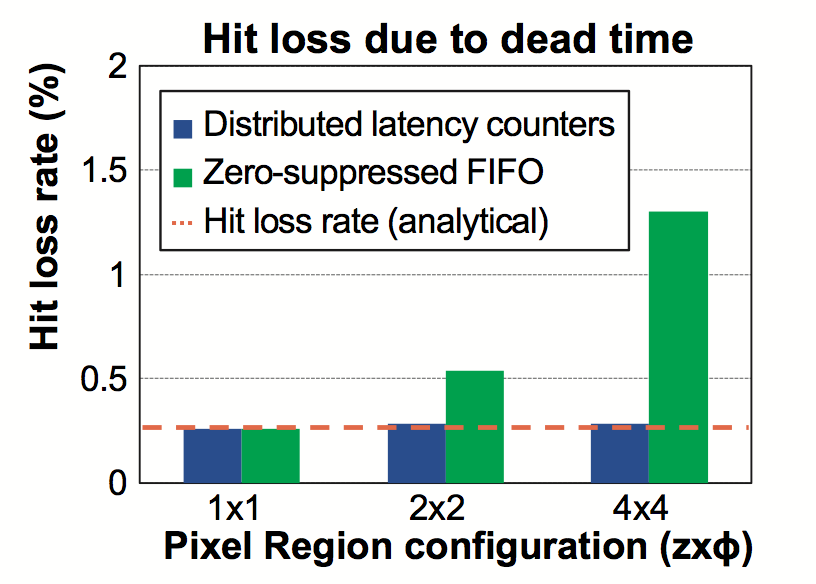 Hit loss due to dead time
Hit loss rate (%)
2
1.5
1
0.5
0
Distributed latency counters
Zero-suppressed FIFO
Hit loss rate (analytical)
1x1 2x2 4x4
Pixel Region configuration (zxϕ)